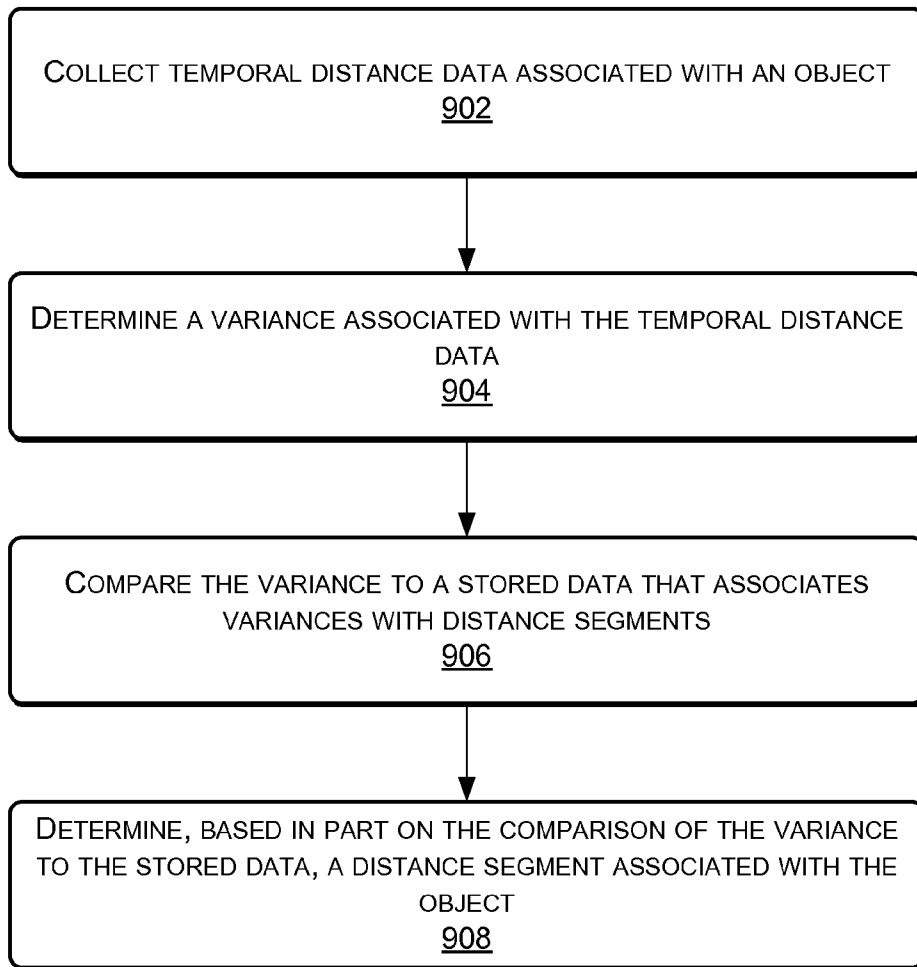 COLLECT TEMPORAL DISTANCE DATA ASSOCIATED WITH AN OBJECT
902
DETERMINE A VARIANCE ASSOCIATED WITH THE TEMPORAL DISTANCE
DATA
904
COMPARE THE VARIANCE TO A STORED DATA THAT ASSOCIATES
VARIANCES WITH DISTANCE SEGMENTS
906
DETERMINE, BASED IN PART ON THE COMPARISON OF THE VARIANCE
TO THE STORED DATA, A DISTANCE SEGMENT ASSOCIATED WITH THE
OBJECT
908